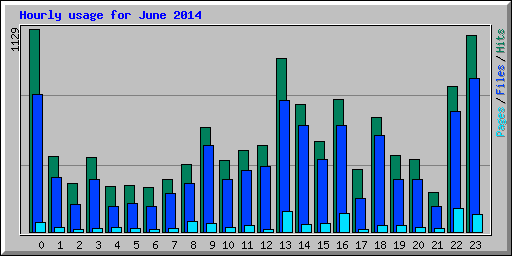 Hourly usage for June 2014
1129
Pages/Files/Hits
0 1 2 3 4 5 6 7 8 9 10 11 12 13 14 15 16 17 18 19 20 21 22 23